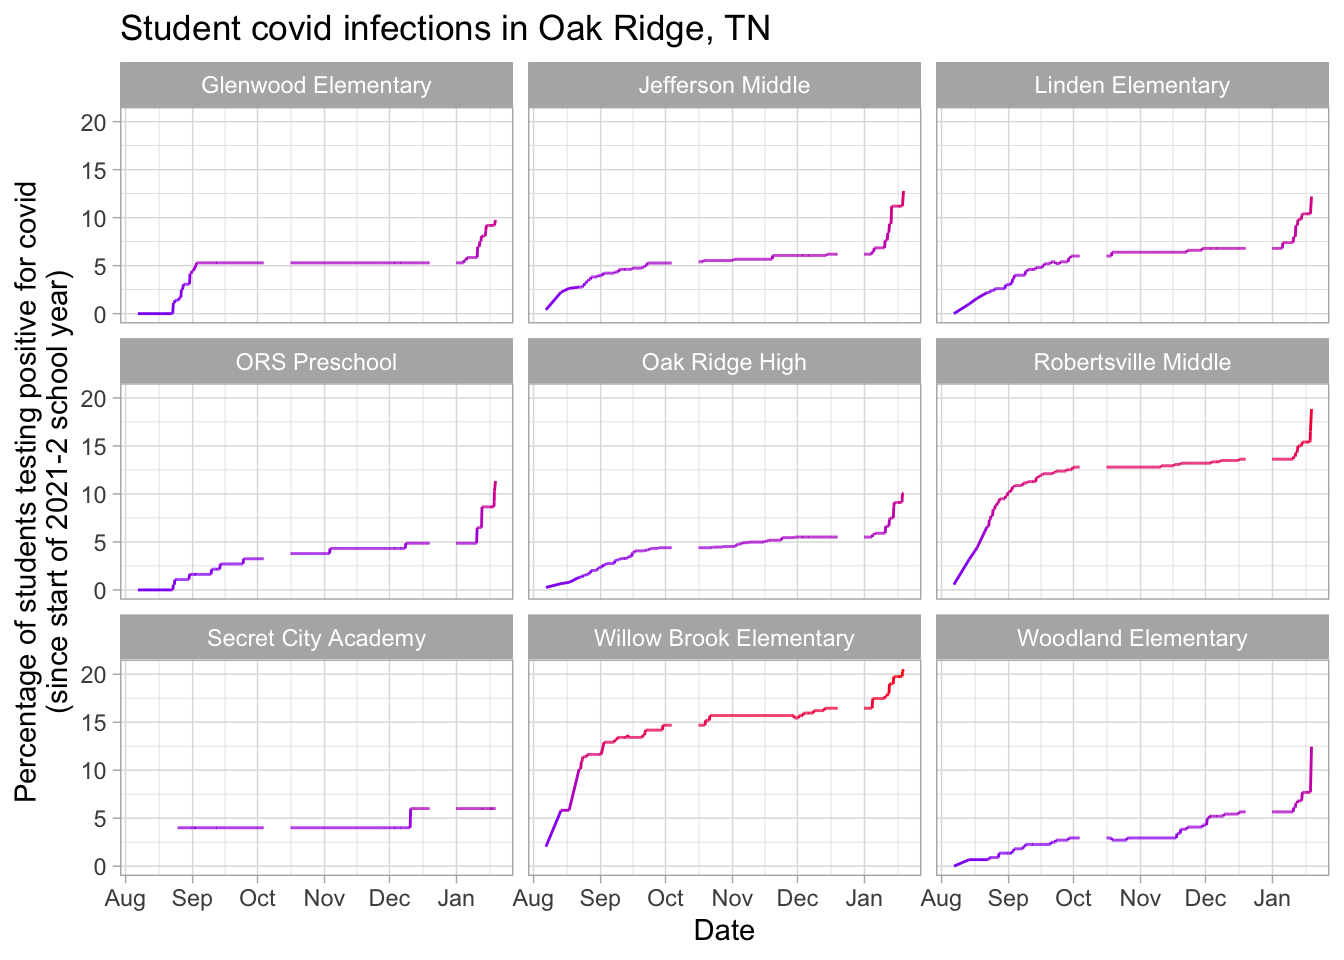 Student covid infections in Oak Ridge, TN
Percentage of students testing positive for covid
(since start of 2021-2 school year)
Glenwood Elementary
Jefferson Middle
Linden Elementary
20
15
10
5
0
ORS Preschool
Oak Ridge High
Robertsville Middle
20
15
10
5
0
Secret City Academy
Willow Brook Elementary
Woodland Elementary
20
15
10
5
0
Aug Sep Oct Nov Dec Jan
Aug Sep Oct Nov Dec Jan
Aug Sep Oct Nov Dec Jan
Date